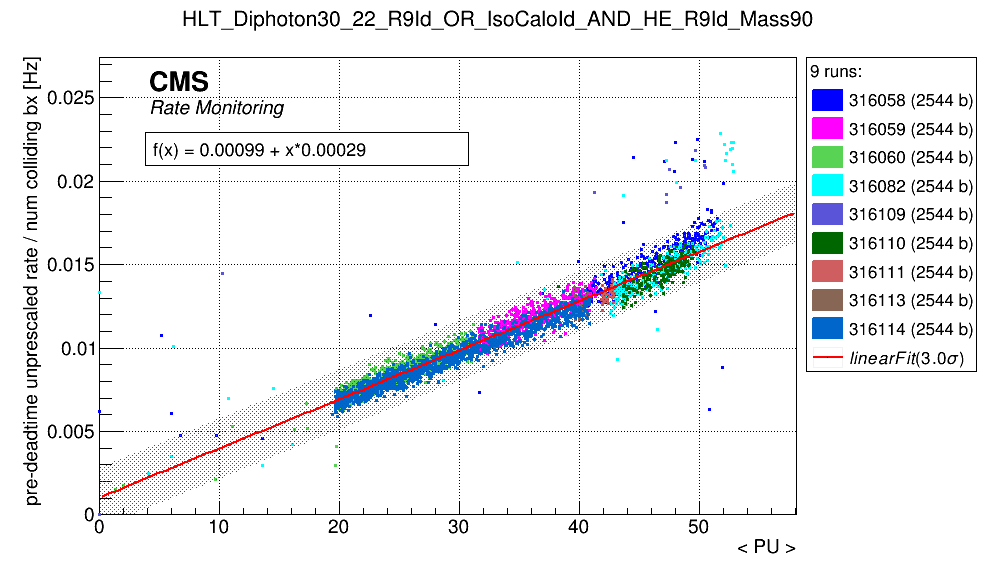 HLT_Diphoton30_22_R9Id_OR_IsoCaloId_AND_HE_R9Id_Mass90
pre-deadtime unprescaled rate / num colliding bx [Hz]
CMS
Rate Monitoring
f(x) = 0.00099 + x*0.00029
0.025
0.02
0.015
0.01
0.005
0
0 10 20 30 40 50
< PU >
9 runs:
316058 (2544 b)
316059 (2544 b)
316060 (2544 b)
316082 (2544 b)
316109 (2544 b)
316110 (2544 b)
316111 (2544 b)
316113 (2544 b)
316114 (2544 b)
linearFit(3.0σ)